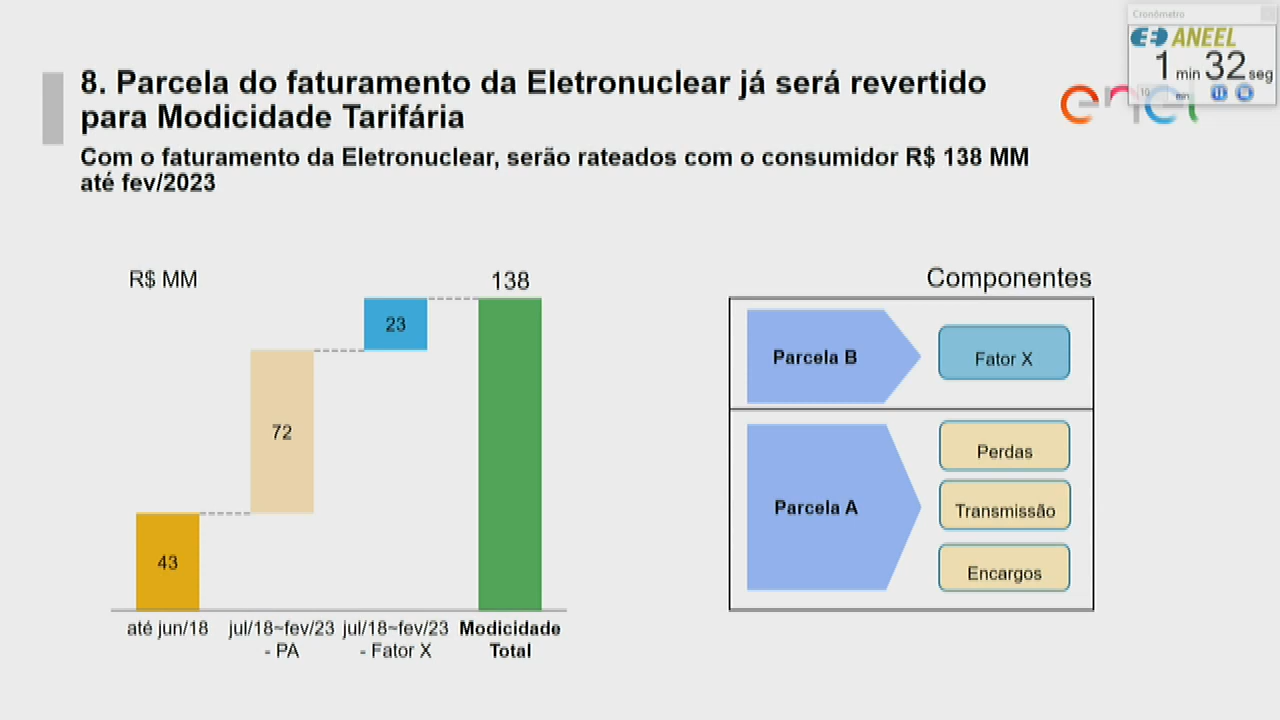 Cronômetro
ANEEL
1 min 32 seg
10 min
enel
8. Parcela do faturamento da Eletronuclear já será revertido
para Modicidade Tarifária
Com o faturamento da Eletronuclear, serão rateados com o consumidor R$ 138 MM
até fev/2023
R$ MM
138
23
72
43
até jun/18
jul/18~fev/23
- PA
jul/18~fev/23
- Fator X
Modicidade
Total
Componentes
Parcela B
Fator X
Parcela A
Perdas
Transmissão
Encargos